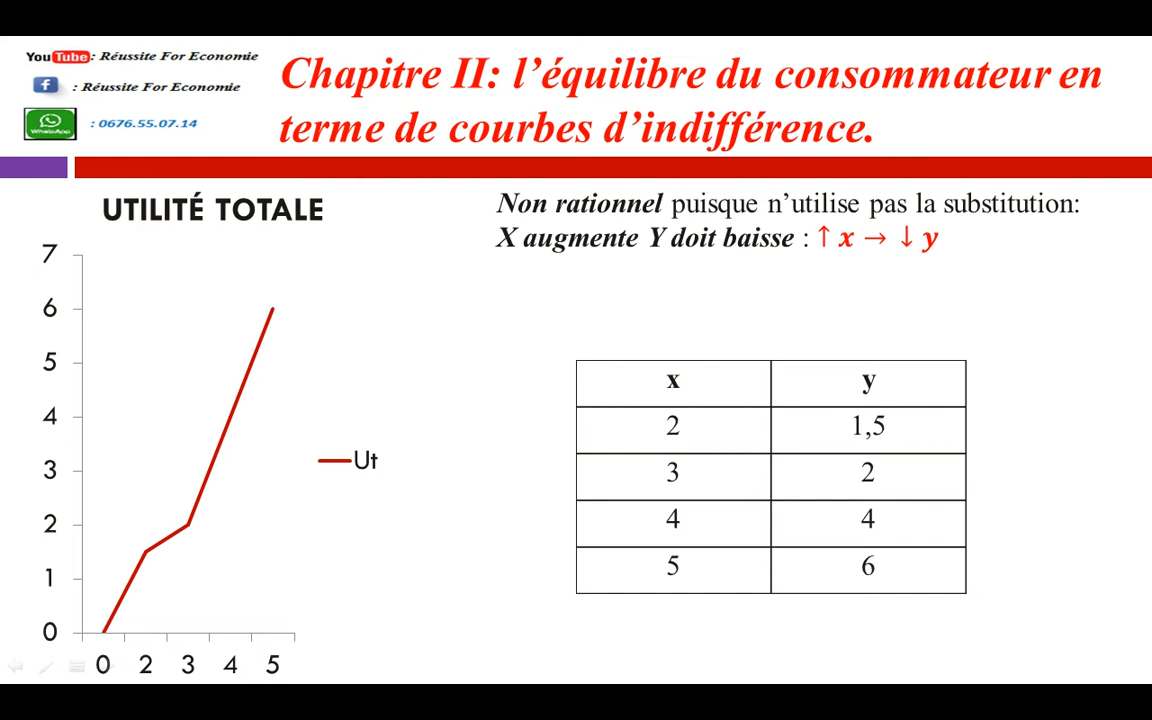 YouTube : Réussite For Economie
f : Réussite For Economie
WhatsApp : 0676.55.07.14
Chapitre II: l’équilibre du consommateur en
terme de courbes d’indifférence.
UTILITÉ TOTALE
7
6
5
4
3
2
1
0
0 2 3 4 5
Ut
Non rationnel puisque n’utilise pas la substitution:
X augmente Y doit baisse : ↑ x → ↓ y
x y
2 1,5
3 2
4 4
5 6